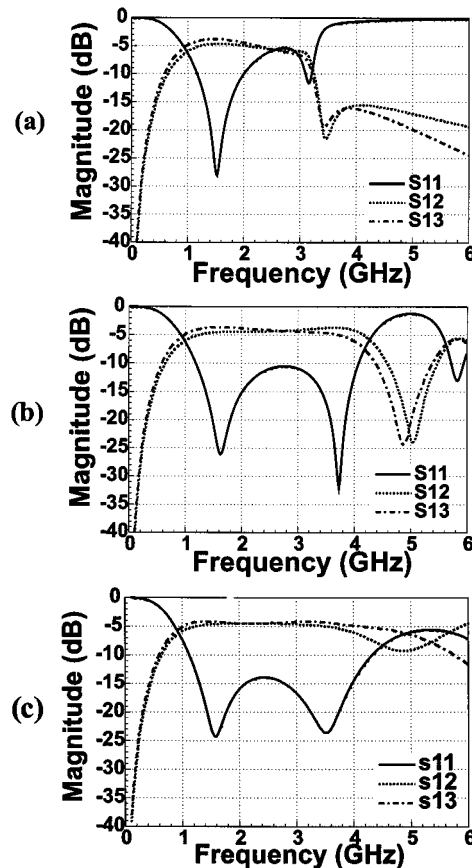 (a)
Magnitude (dB)
0
-5
-10
-15
-20
-25
-30
-35
-40
S11
S12
S13
0 1 2 3 4 5 6
Frequency (GHz)
(b)
Magnitude (dB)
0
-5
-10
-15
-20
-25
-30
-35
-40
S11
S12
S13
0 1 2 3 4 5 6
Frequency (GHz)
(c)
Magnitude (dB)
0
-5
-10
-15
-20
-25
-30
-35
-40
s11
s12
s13
0 1 2 3 4 5 6
Frequency (GHz)